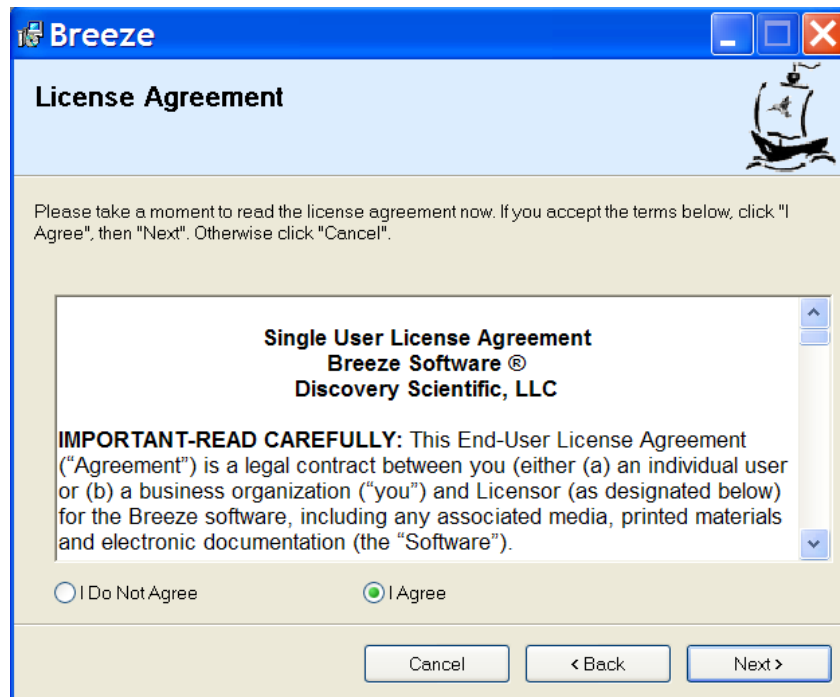 Breeze
License Agreement
Please take a moment to read the license agreement now. If you accept the terms below, click "I
Agree", then "Next". Otherwise click "Cancel".
Single User License Agreement
Breeze Software ®
Discovery Scientific, LLC
IMPORTANT-READ CAREFULLY: This End-User License Agreement
(“Agreement”) is a legal contract between you (either (a) an individual user
or (b) a business organization (“you”) and Licensor (as designated below)
for the Breeze software, including any associated media, printed materials
and electronic documentation (the “Software”).
I Do Not Agree I Agree
Cancel < Back Next >